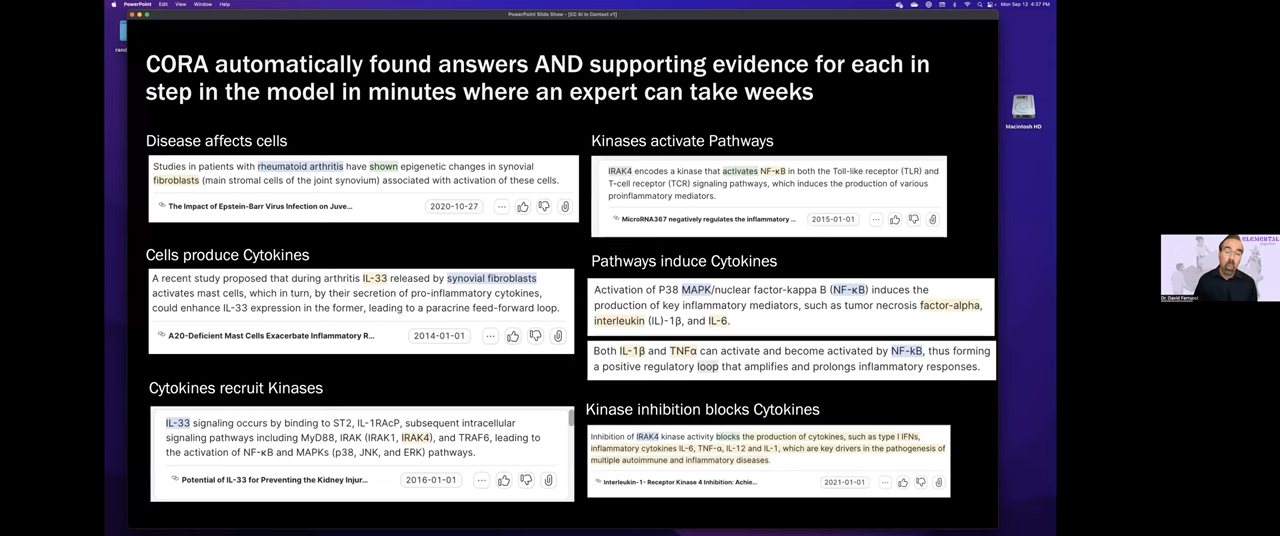 PowerPoint Edit View Window Help
Mon Sep 12 4:37 PM
PowerPoint Slide Show - [EC AI in Context v1]
CORA automatically found answers AND supporting evidence for each in
step in the model in minutes where an expert can take weeks
Disease affects cells
Studies in patients with rheumatoid arthritis have shown epigenetic changes in synovial
fibroblasts (main stromal cells of the joint synovium) associated with activation of these cells.
The Impact of Epstein-Barr Virus Infection on Juve...
2020-10-27
Cells produce Cytokines
A recent study proposed that during arthritis IL-33 released by synovial fibroblasts
activates mast cells, which in turn, by their secretion of pro-inflammatory cytokines,
could enhance IL-33 expression in the former, leading to a paracrine feed-forward loop.
A20-Deficient Mast Cells Exacerbate Inflammatory R...
2014-01-01
Cytokines recruit Kinases
IL-33 signaling occurs by binding to ST2, IL-1RAcP, subsequent intracellular
signaling pathways including MyD88, IRAK (IRAK1, IRAK4), and TRAF6, leading to
the activation of NF-κB and MAPKs (p38, JNK, and ERK) pathways.
Potential of IL-33 for Preventing the Kidney Injur...
2016-01-01
Kinases activate Pathways
IRAK4 encodes a kinase that activates NF-κB in both the Toll-like receptor (TLR) and
T-cell receptor (TCR) signaling pathways, which induces the production of various
proinflammatory mediators.
MicroRNA367 negatively regulates the inflammatory ...
2015-01-01
Pathways induce Cytokines
Activation of P38 MAPK/nuclear factor-kappa B (NF-κB) induces the
production of key inflammatory mediators, such as tumor necrosis factor-alpha,
interleukin (IL)-1β, and IL-6.
Both IL-1β and TNFα can activate and become activated by NF-kB, thus forming
a positive regulatory loop that amplifies and prolongs inflammatory responses.
Kinase inhibition blocks Cytokines
Inhibition of IRAK4 kinase activity blocks the production of cytokines, such as type I IFNs,
inflammatory cytokines IL-6, TNF-α, IL-12 and IL-1, which are key drivers in the pathogenesis of
multiple autoimmune and inflammatory diseases.
Interleukin-1- Receptor Kinase 4 Inhibition: Achie...
2021-01-01
Macintosh HD
ELEMENTAL
Dr. David Ferrucci